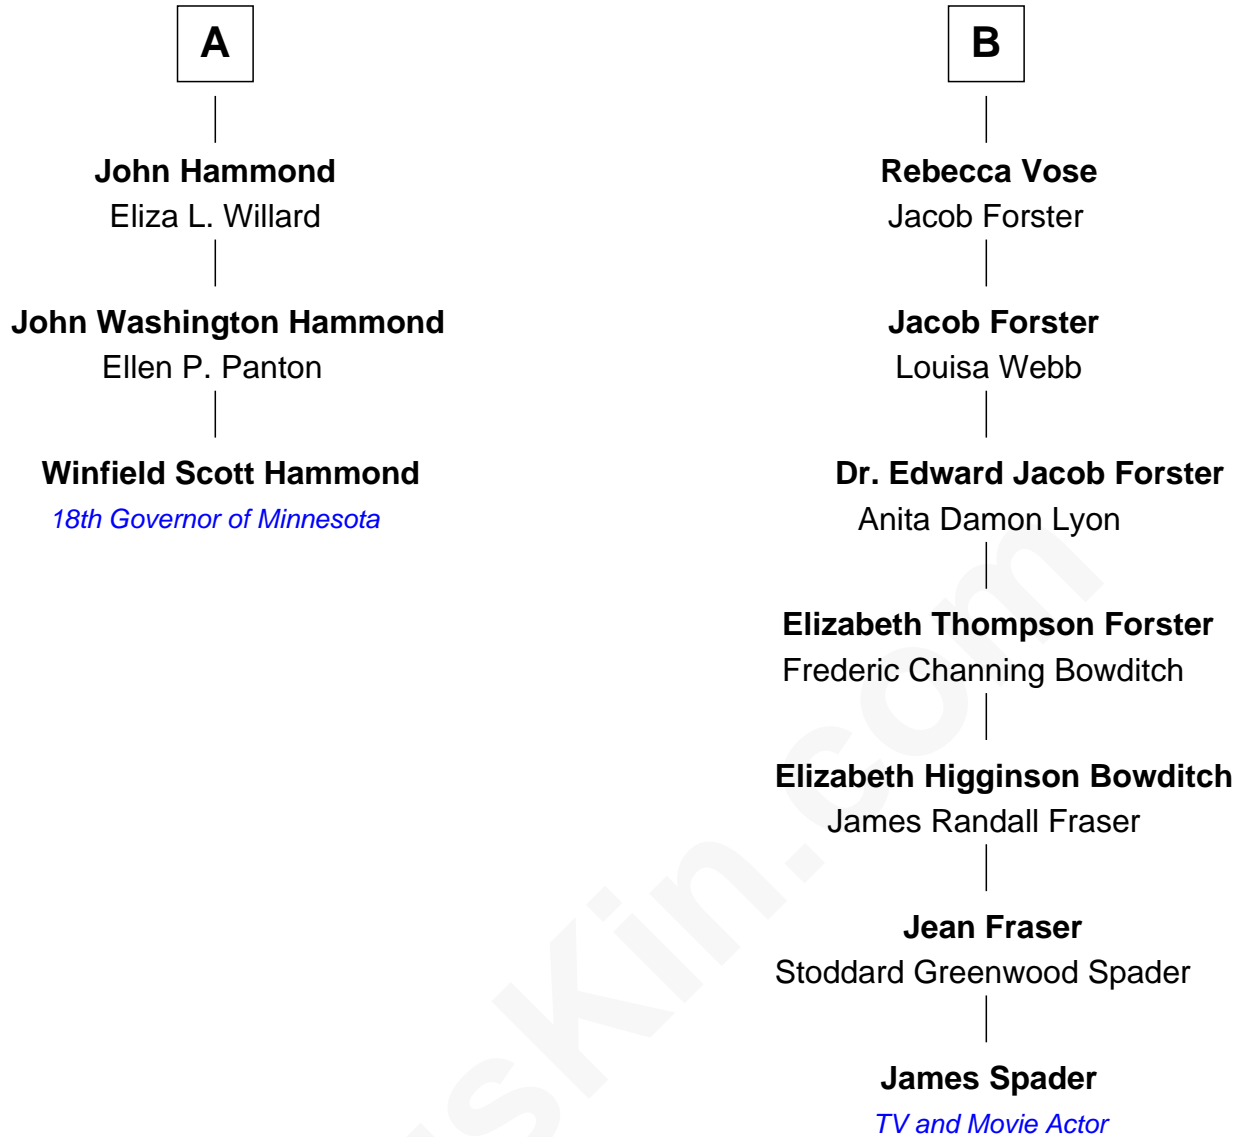 A
John Hammond
Eliza L. Willard
John Washington Hammond
Ellen P. Panton
Winfield Scott Hammond
18th Governor of Minnesota
B
Rebecca Vose
Jacob Forster
Jacob Forster
Louisa Webb
Dr. Edward Jacob Forster
Anita Damon Lyon
Elizabeth Thompson Forster
Frederic Channing Bowditch
Elizabeth Higginson Bowditch
James Randall Fraser
Jean Fraser
Stoddard Greenwood Spader
James Spader
TV and Movie Actor
sKin.com